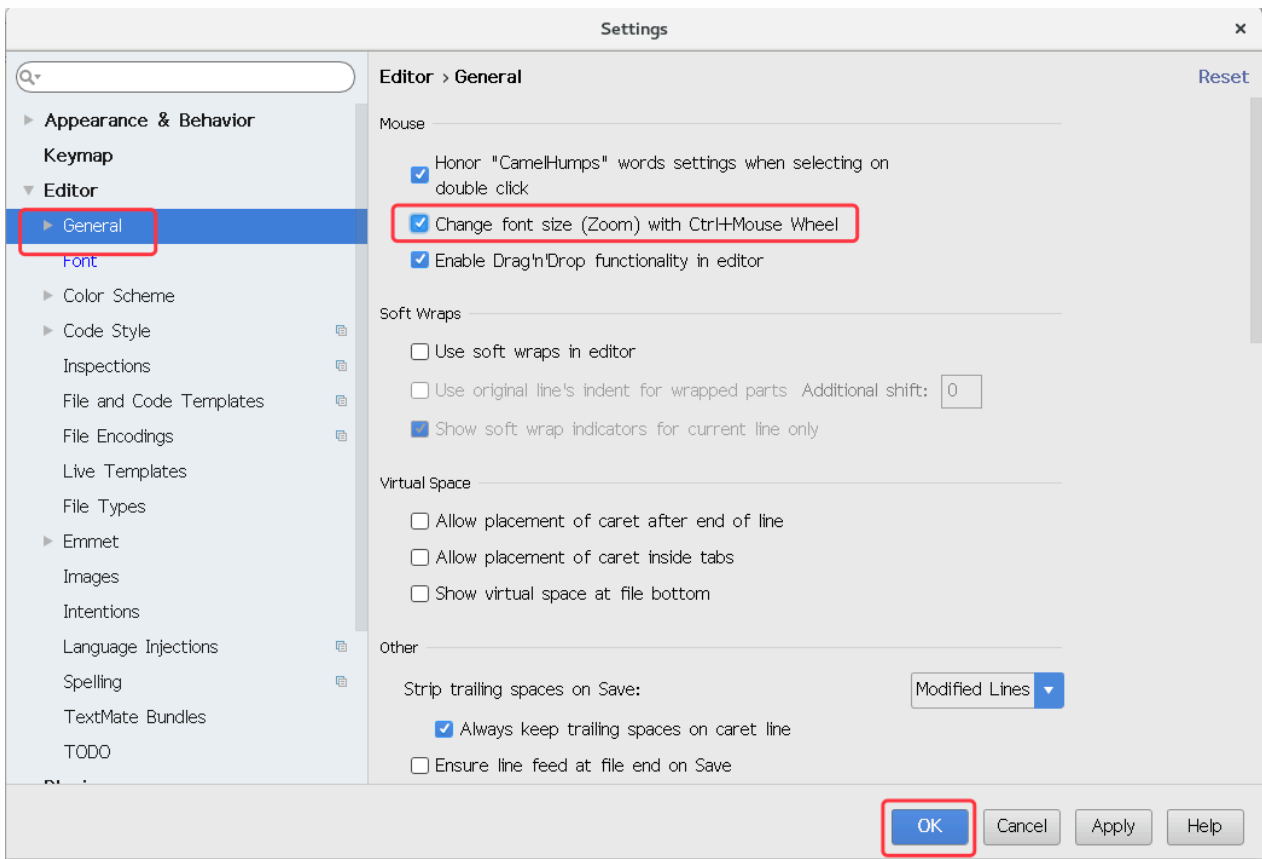 Settings
Editor › General
Reset
Appearance & Behavior
Keymap
Editor
General
Font
Color Scheme
Code Style
Inspections
File and Code Templates
File Encodings
Live Templates
File Types
Emmet
Images
Intentions
Language Injections
Spelling
TextMate Bundles
TODO
Mouse
Honor "CamelHumps" words settings when selecting on
double click
Change font size (Zoom) with Ctrl+Mouse Wheel
Enable Drag'n'Drop functionality in editor
Soft Wraps
Use soft wraps in editor
Use original line's indent for wrapped parts Additional shift: 0
Show soft wrap indicators for current line only
Virtual Space
Allow placement of caret after end of line
Allow placement of caret inside tabs
Show virtual space at file bottom
Other
Strip trailing spaces on Save: Modified Lines
Always keep trailing spaces on caret line
Ensure line feed at file end on Save
OK Cancel Apply Help